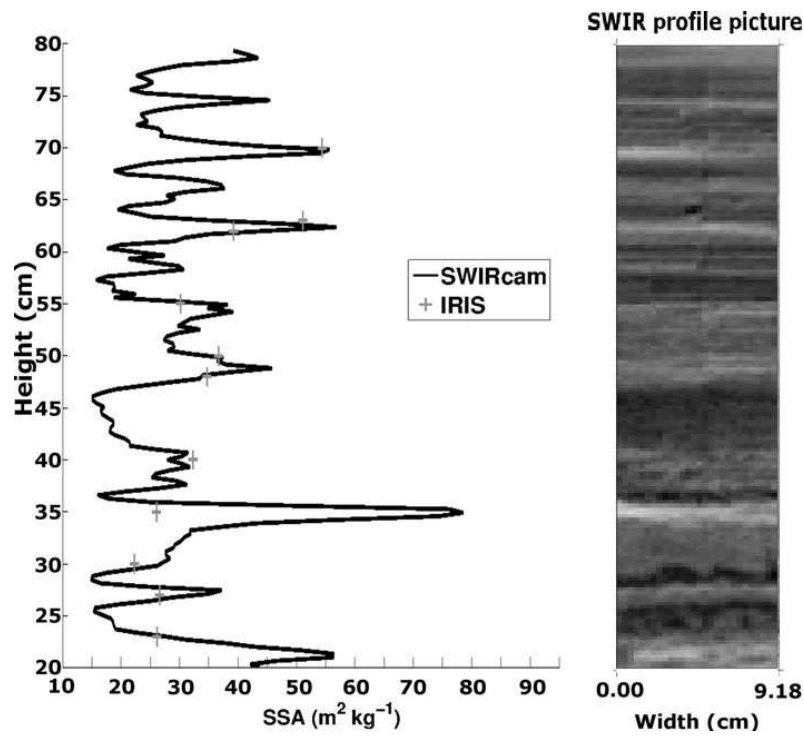 SWIR profile picture
80
75
70
65
60
55
50
45
40
35
30
25
20
Height (cm)
SWIRcam
IRIS
10 20 30 40 50 60 70 80 90
SSA (m² kg⁻¹)
0.00 9.18
Width (cm)